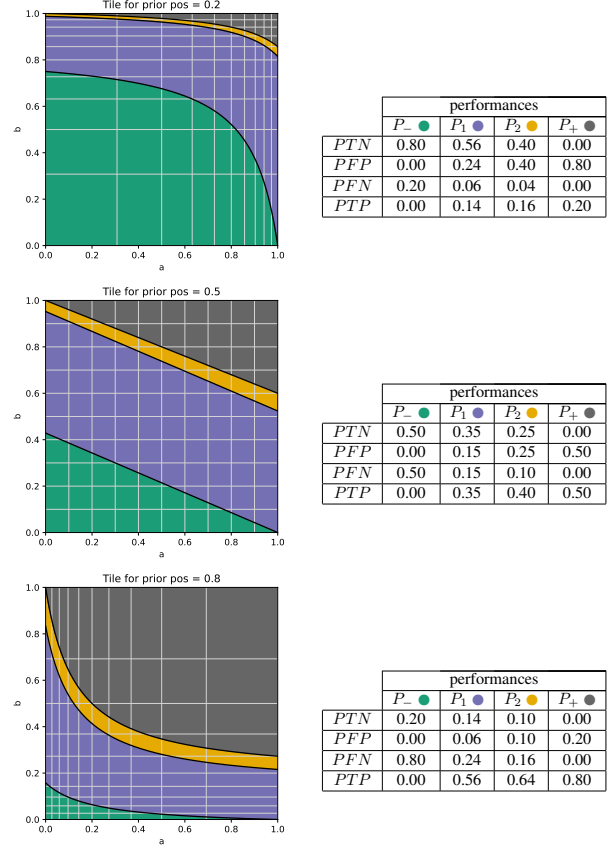 Tile for prior pos = 0.2
1.0
0.8
0.6
0.4
0.2
0.0
b
0.0 0.2 0.4 0.6 0.8 1.0
a
performances
P− P1 P2 P+
PTN 0.80 0.56 0.40 0.00
PFP 0.00 0.24 0.40 0.80
PFN 0.20 0.06 0.04 0.00
PTP 0.00 0.14 0.16 0.20
Tile for prior pos = 0.5
1.0
0.8
0.6
0.4
0.2
0.0
b
0.0 0.2 0.4 0.6 0.8 1.0
a
performances
P− P1 P2 P+
PTN 0.50 0.35 0.25 0.00
PFP 0.00 0.15 0.25 0.50
PFN 0.50 0.15 0.10 0.00
PTP 0.00 0.35 0.40 0.50
Tile for prior pos = 0.8
1.0
0.8
0.6
0.4
0.2
0.0
b
0.0 0.2 0.4 0.6 0.8 1.0
a
performances
P− P1 P2 P+
PTN 0.20 0.14 0.10 0.00
PFP 0.00 0.06 0.10 0.20
PFN 0.80 0.24 0.16 0.00
PTP 0.00 0.56 0.64 0.80